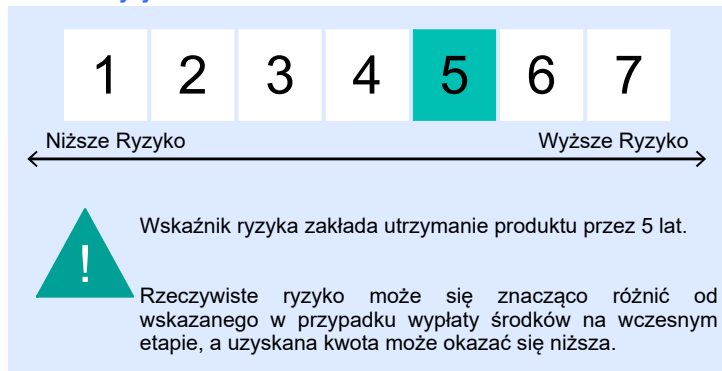 1 2 3 4 5 6 7
Niższe Ryzyko Wyższe Ryzyko
Wskaźnik ryzyka zakłada utrzymanie produktu przez 5 lat.
!
Rzeczywiste ryzyko może się znacząco różnić od
wskazanego w przypadku wypłaty środków na wczesnym
etapie, a uzyskana kwota może okazać się niższa.